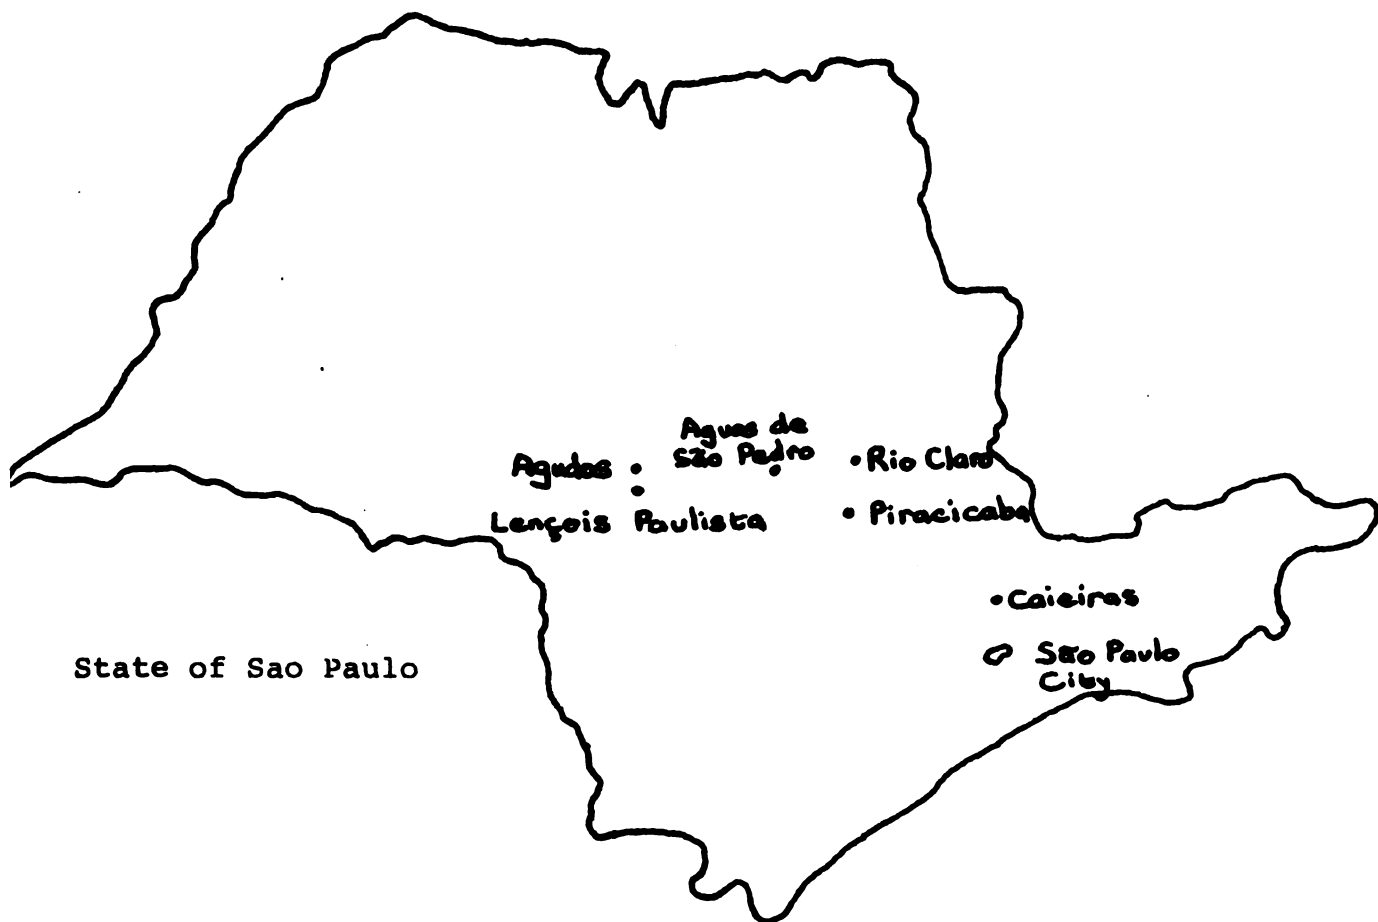 Aguas de
São Pedro
Agudos
Rio Claro
Lençois Paulista
Piracicaba
Caieiras
São Paulo
City
State of Sao Paulo